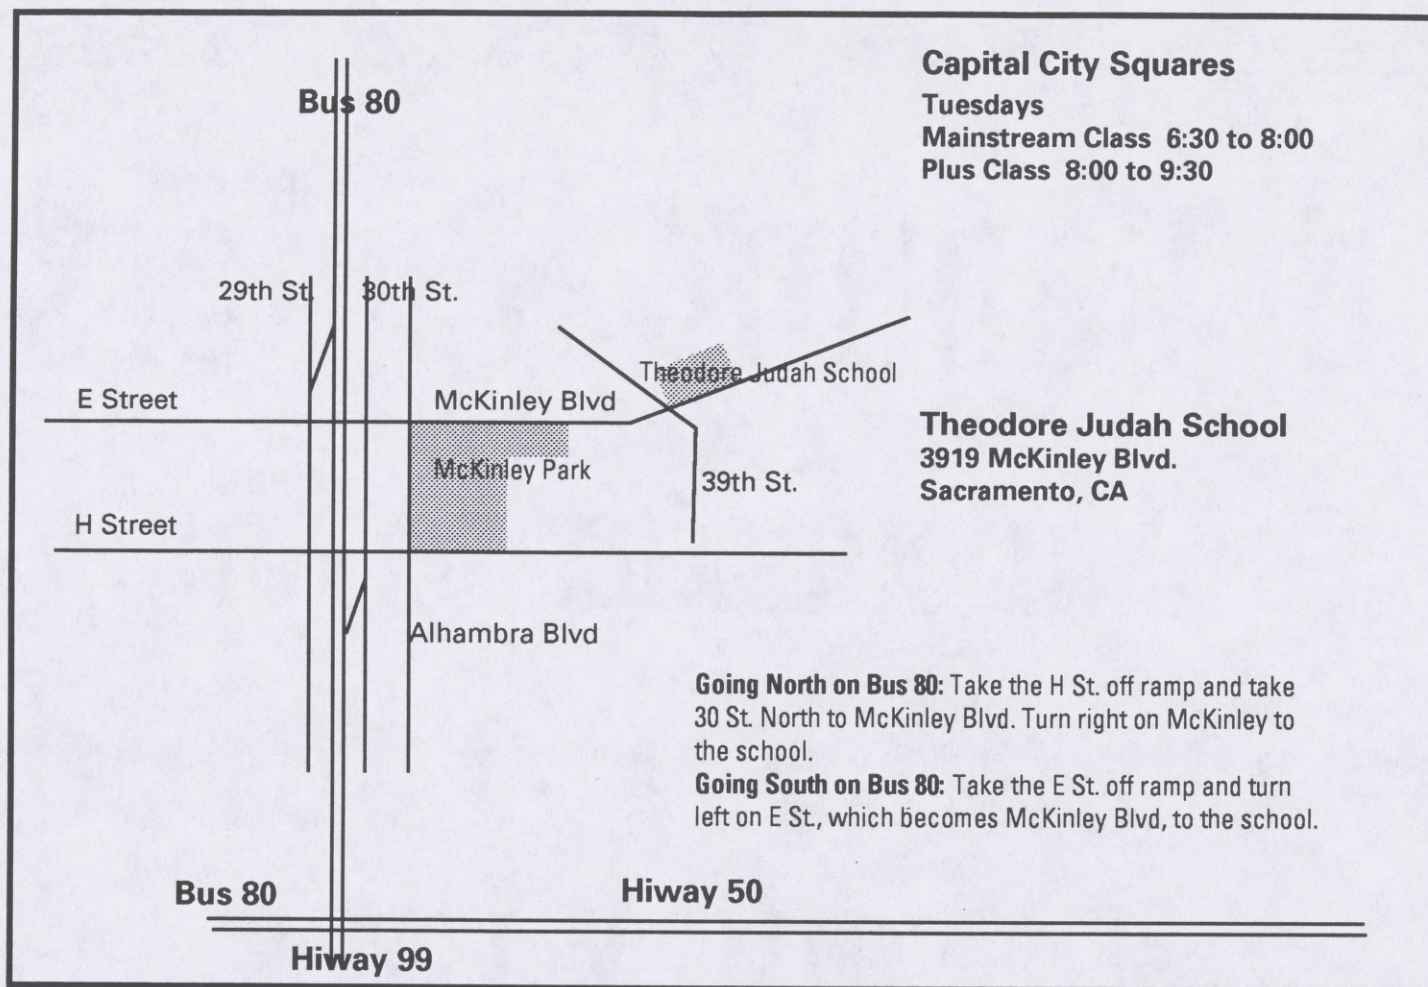 Capital City Squares
Tuesdays
Mainstream Class 6:30 to 8:00
Plus Class 8:00 to 9:30
Bus 80
29th St.
30th St.
E Street
McKinley Blvd
Theodore Judah School
McKinley Park
39th St.
H Street
Alhambra Blvd
Theodore Judah School
3919 McKinley Blvd.
Sacramento, CA
Going North on Bus 80: Take the H St. off ramp and take
30 St. North to McKinley Blvd. Turn right on McKinley to
the school.
Going South on Bus 80: Take the E St. off ramp and turn
left on E St., which becomes McKinley Blvd, to the school.
Bus 80
Hiway 50
Hiway 99